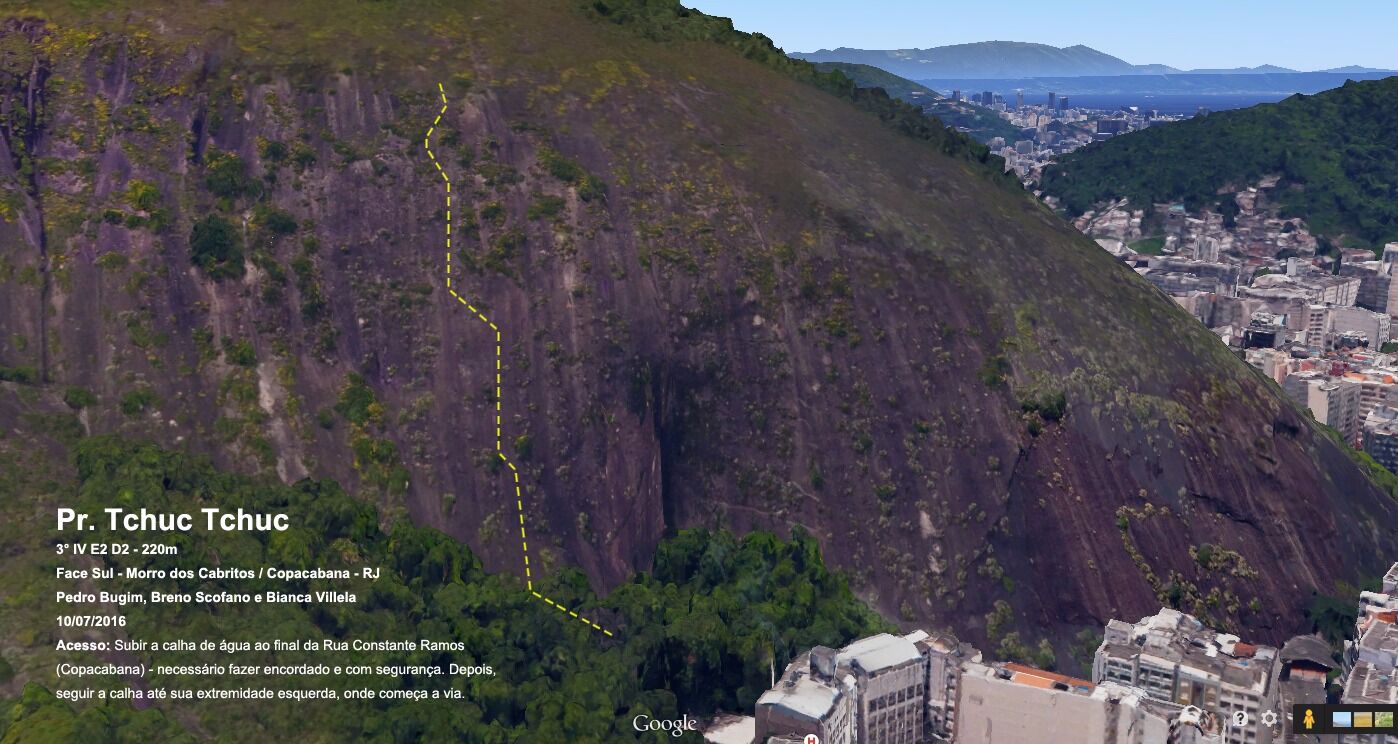 Pr. Tchuc Tchuc
3° IV E2 D2 - 220m
Face Sul - Morro dos Cabritos / Copacabana - RJ
Pedro Bugim, Breno Scofano e Bianca Villela
10/07/2016
Acesso: Subir a calha de água ao final da Rua Constante Ramos
(Copacabana) - necessário fazer encordado e com segurança. Depois,
seguir a calha até sua extremidade esquerda, onde começa a via.
Google
H
?